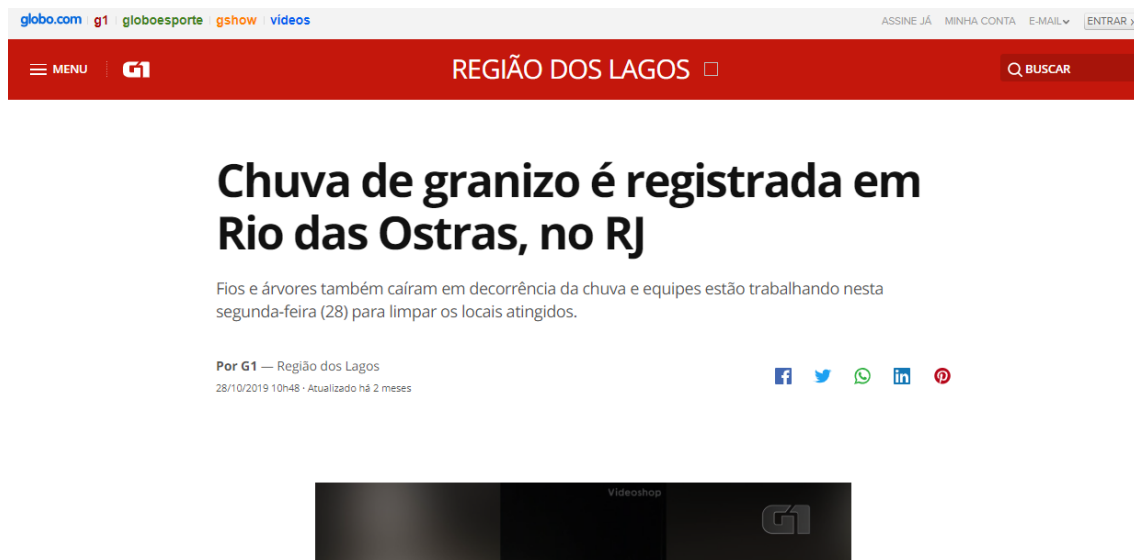 globo.com g1 globoesporte gshow vídeos ASSINE JÁ MINHA CONTA E-MAIL ENTRAR ›
MENU G1 REGIÃO DOS LAGOS BUSCAR
Chuva de granizo é registrada em
Rio das Ostras, no RJ
Fios e árvores também caíram em decorrência da chuva e equipes estão trabalhando nesta
segunda-feira (28) para limpar os locais atingidos.
Por G1 — Região dos Lagos
28/10/2019 10h48 · Atualizado há 2 meses
Videoshop
G1